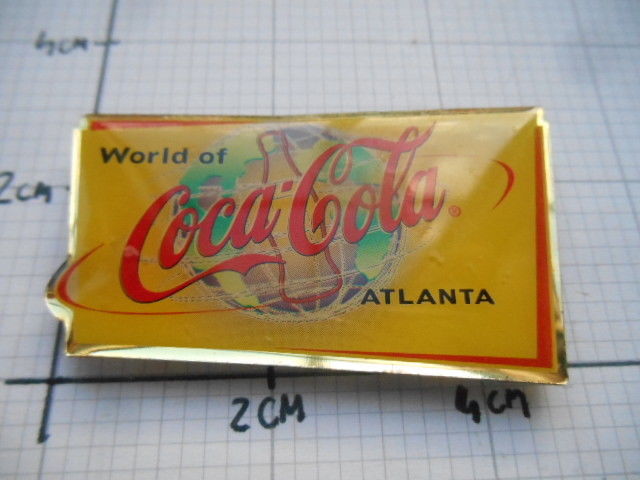 4cm
World of
Coca-Cola®
ATLANTA
2cm
2CM
4cm